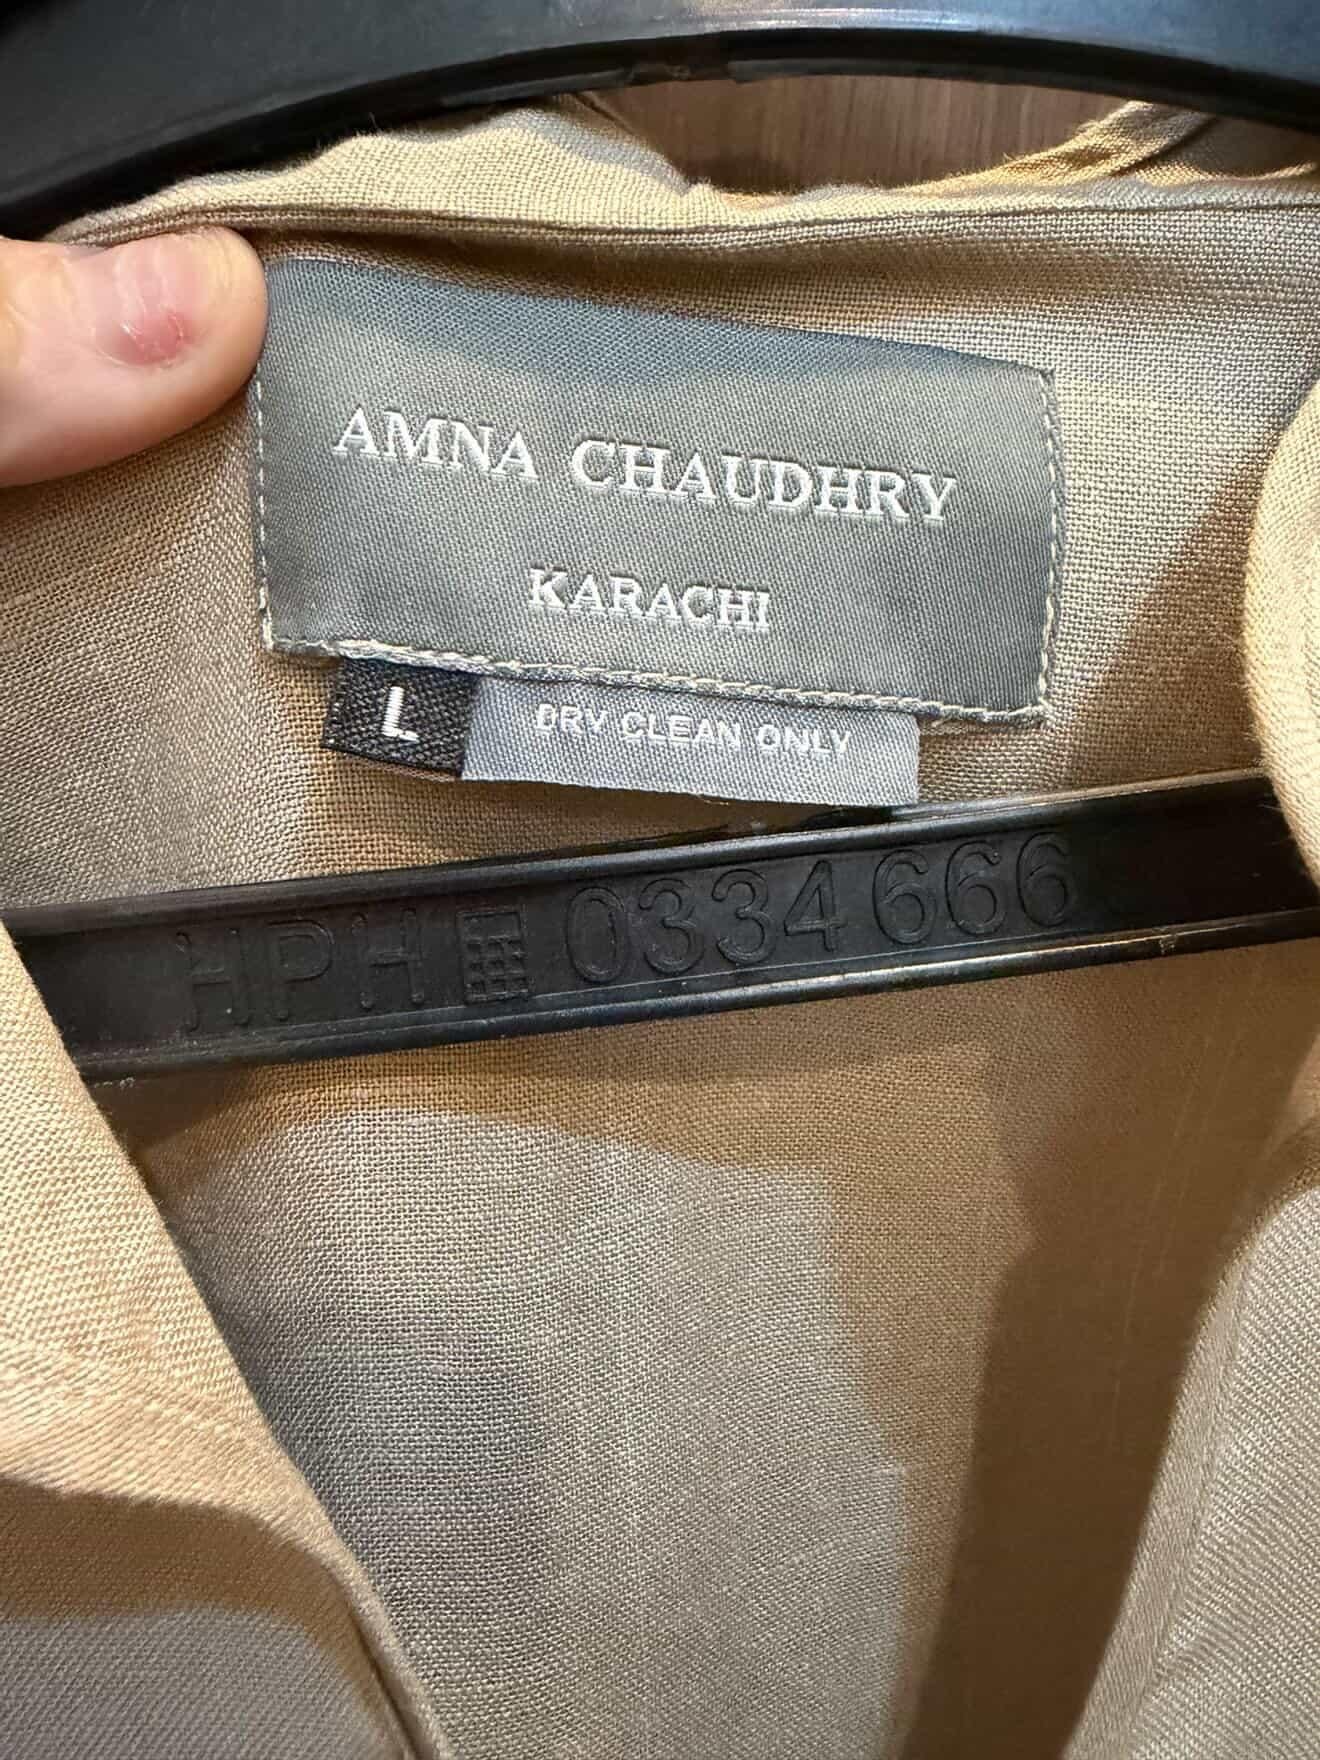 AMNA CHAUDHRY
KARACHI
L
DRY CLEAN ONLY
HPH 0334 666